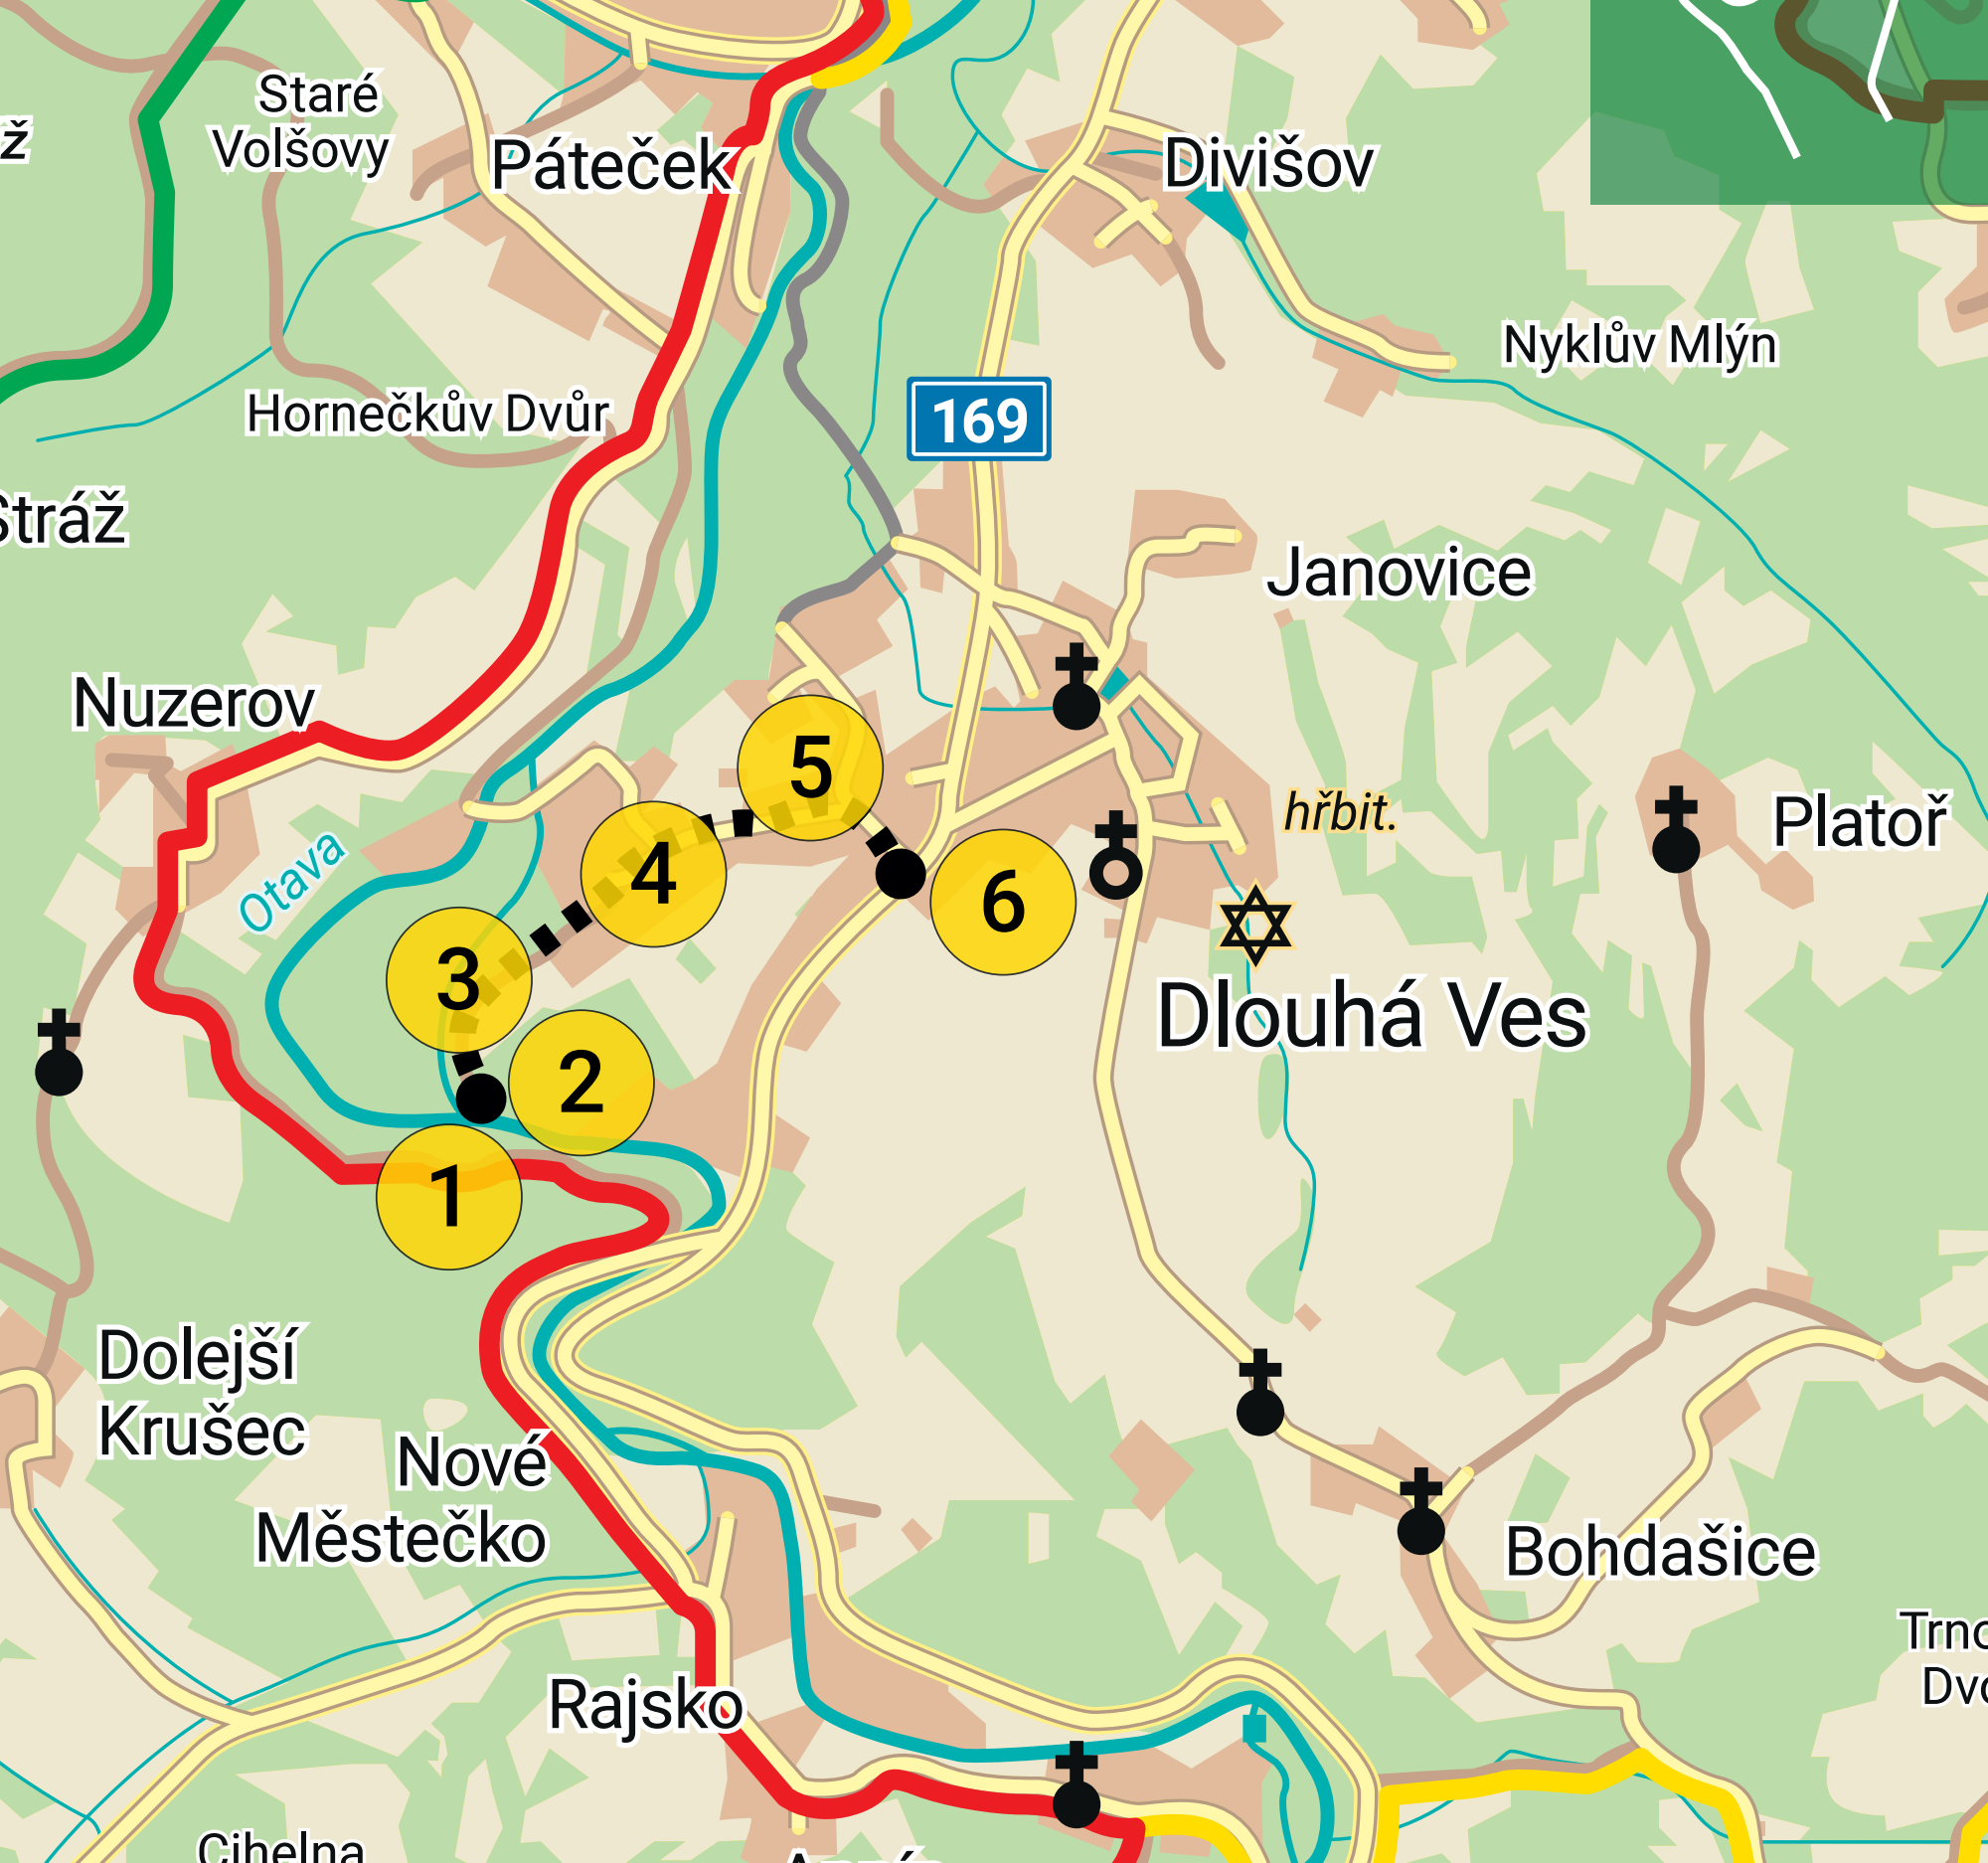 Staré
Volšovy
ž
Páteček
Divišov
Nyklův Mlýn
Hornečkův Dvůr
169
Stráž
Janovice
Nuzerov
5
hřbit.
Platoř
Otava
4
6
3
Dlouhá Ves
2
1
Dolejší
Krušec
Nové
Městečko
Bohdašice
Rajsko
Cihelna